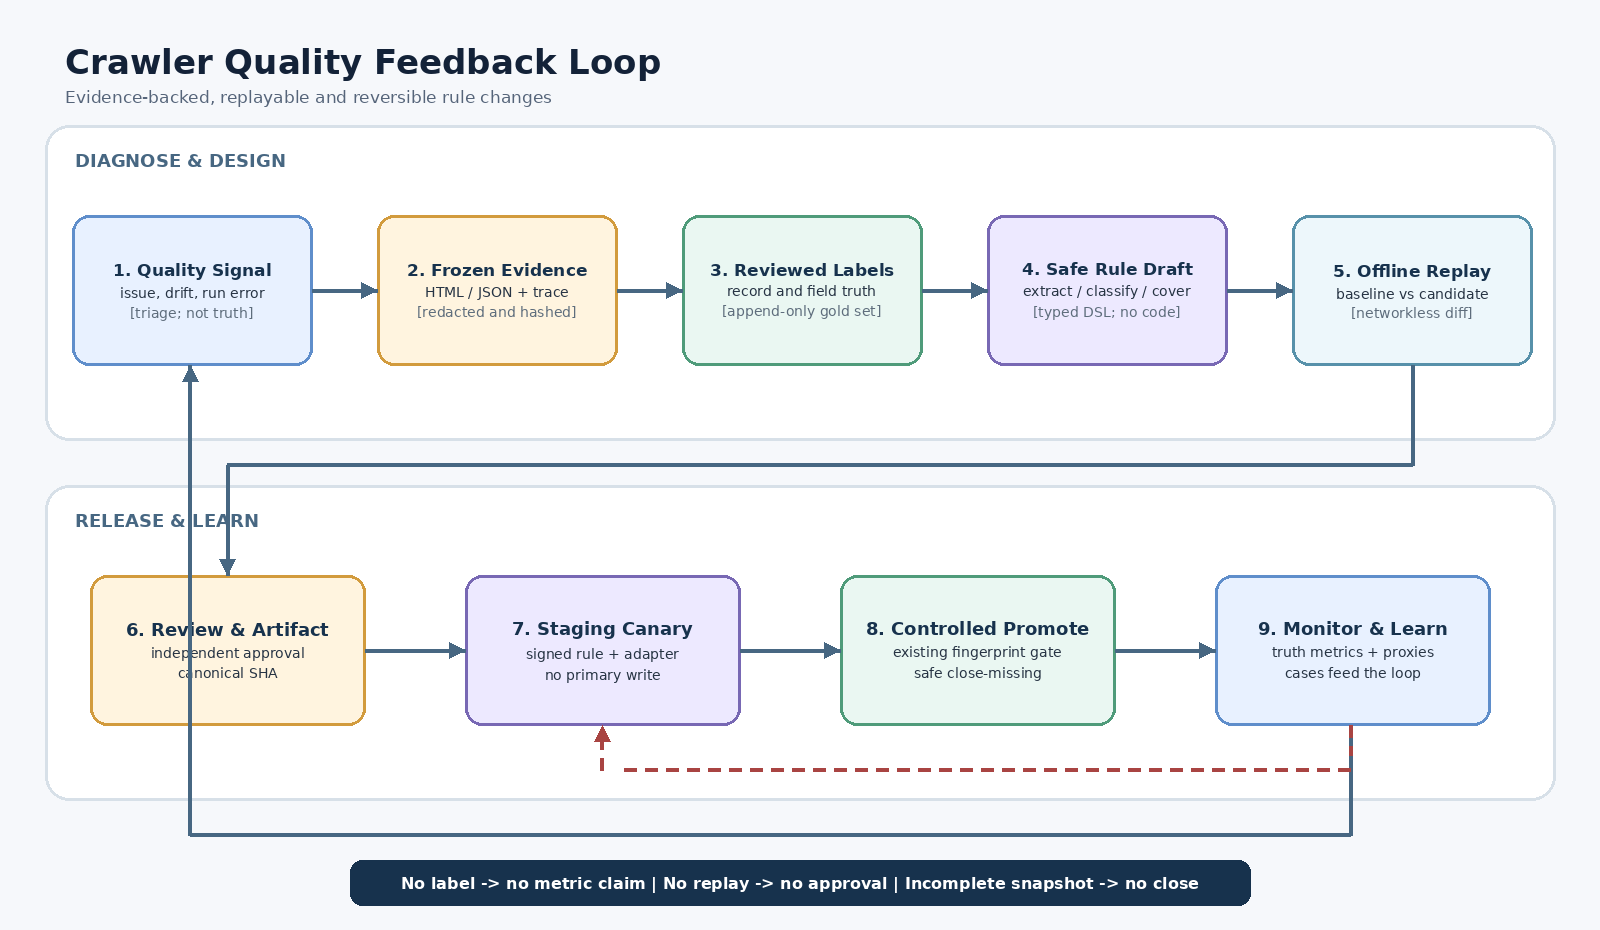 Crawler Quality Feedback Loop
Evidence-backed, replayable and reversible rule changes
DIAGNOSE & DESIGN
1. Quality Signal
issue, drift, run error
[triage; not truth]
2. Frozen Evidence
HTML / JSON + trace
[redacted and hashed]
3. Reviewed Labels
record and field truth
[append-only gold set]
4. Safe Rule Draft
extract / classify / cover
[typed DSL; no code]
5. Offline Replay
baseline vs candidate
[networkless diff]
RELEASE & LEARN
6. Review & Artifact
independent approval
canonical SHA
7. Staging Canary
signed rule + adapter
no primary write
8. Controlled Promote
existing fingerprint gate
safe close-missing
9. Monitor & Learn
truth metrics + proxies
cases feed the loop
No label -> no metric claim | No replay -> no approval | Incomplete snapshot -> no close